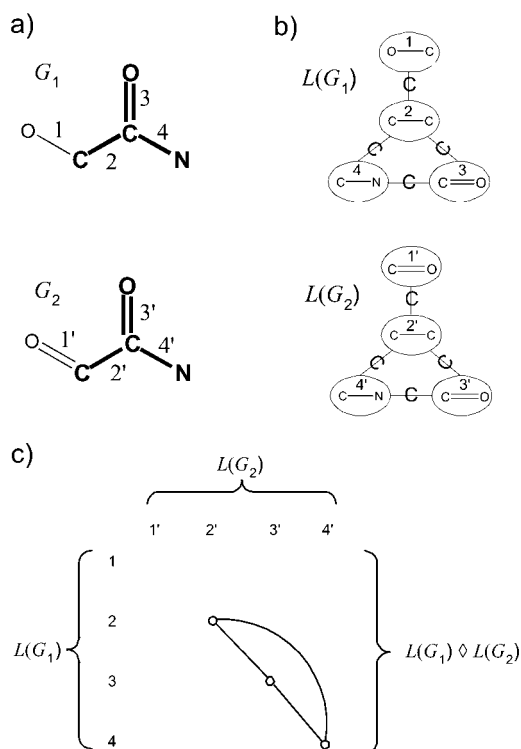 a)
G₁
O
3
O 1 C 4
C 2 N
G₂
O
3'
O 1' C 4'
C 2' N
b)
L(G₁)
1
O C
C
2
C C
C C
4 3
C N C C O
L(G₂)
1'
C O
C
2'
C C
C C
4' 3'
C N C C O
c)
L(G₂)
1' 2' 3' 4'
1
2
L(G₁) L(G₁) ◊ L(G₂)
3
4